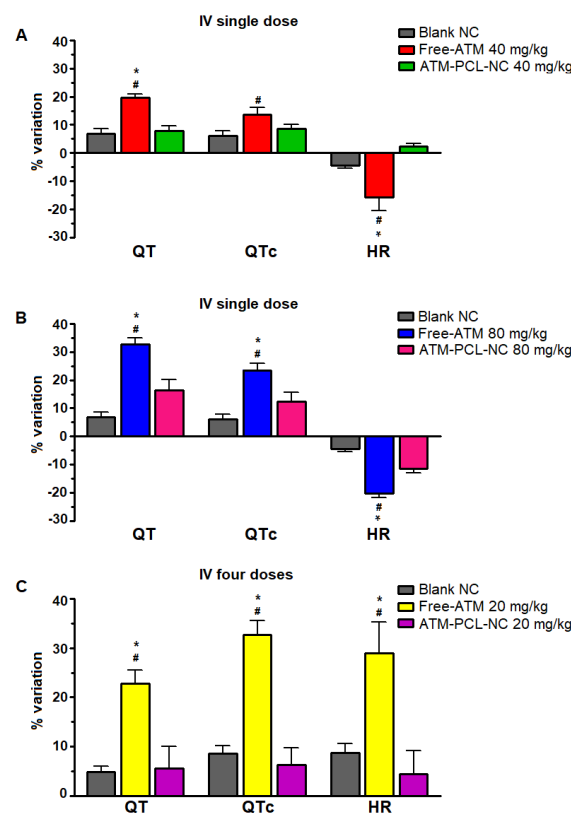 A
IV single dose
Blank NC
Free-ATM 40 mg/kg
ATM-PCL-NC 40 mg/kg
% variation
40
30
20
10
0
-10
-20
-30
*
#
#
#
*
QT
QTc
HR
B
IV single dose
Blank NC
Free-ATM 80 mg/kg
ATM-PCL-NC 80 mg/kg
% variation
40
30
20
10
0
-10
-20
-30
*
#
*
#
#
*
QT
QTc
HR
C
IV four doses
Blank NC
Free-ATM 20 mg/kg
ATM-PCL-NC 20 mg/kg
% variation
40
30
20
10
0
*
#
*
#
*
#
QT
QTc
HR